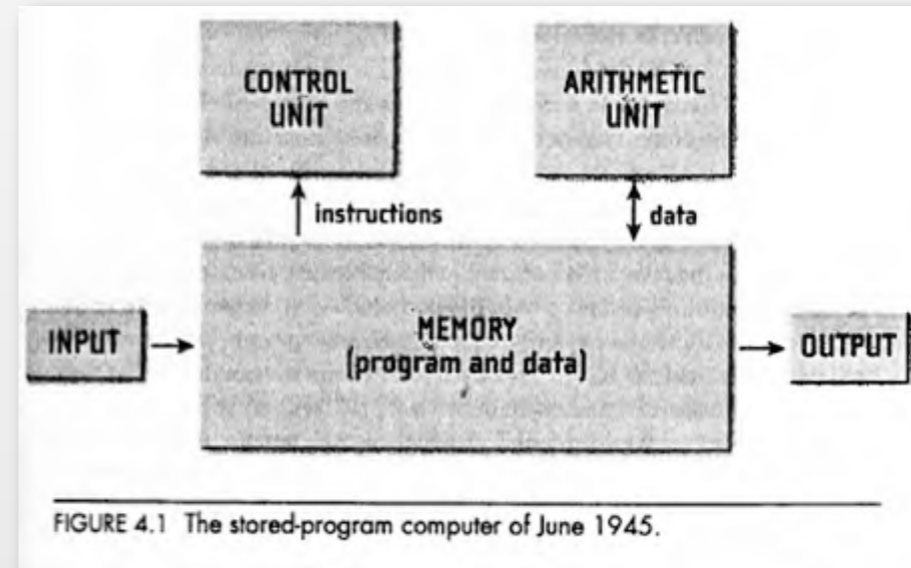 CONTROL
UNIT
ARITHMETIC
UNIT
instructions
data
INPUT
MEMORY
(program and data)
OUTPUT
FIGURE 4.1 The stored-program computer of June 1945.